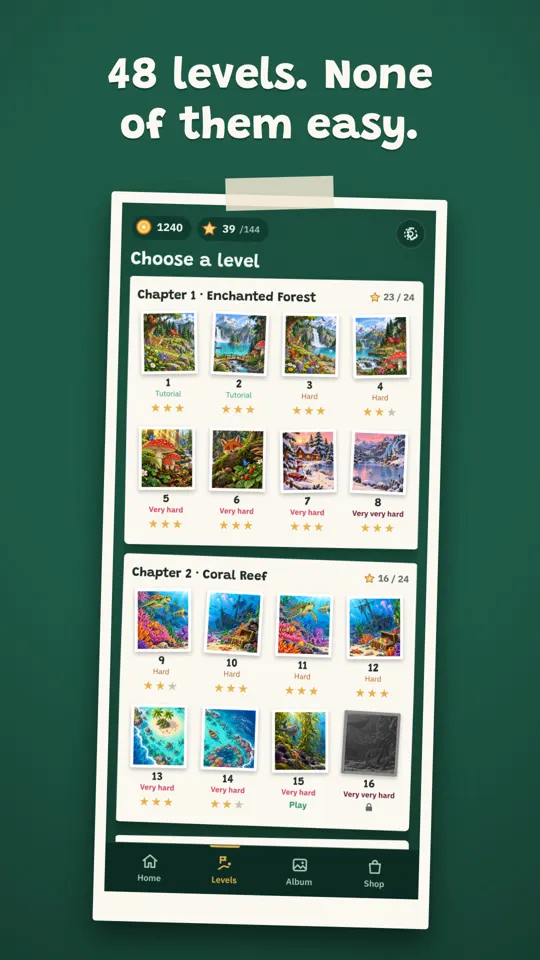 48 levels. None
of them easy.
1240
39 /144
Choose a level
Chapter 1 · Enchanted Forest
23 / 24
1
Tutorial
2
Tutorial
3
Hard
4
Hard
5
Very hard
6
Very hard
7
Very hard
8
Very very hard
Chapter 2 · Coral Reef
16 / 24
9
Hard
10
Hard
11
Hard
12
Hard
13
Very hard
14
Very hard
15
Very hard
Play
16
Very very hard
Home
Levels
Album
Shop